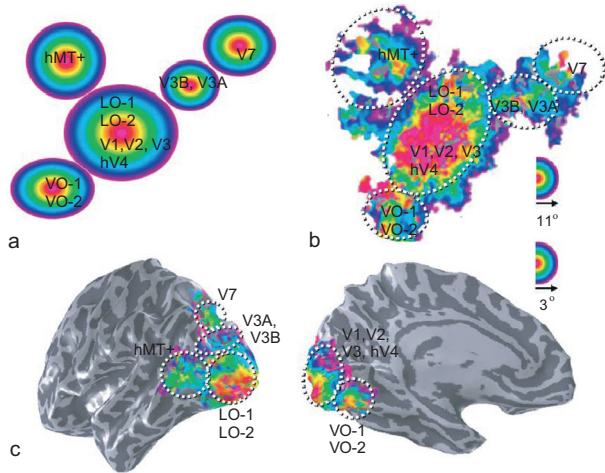 hMT+
V7
V3B, V3A
LO-1
LO-2
V1,V2, V3
hV4
VO-1
VO-2
a
hMT+
V7
LO-1
LO-2
V3B, V3A
V1,V2, V3
hV4
VO-1
VO-2
11°
b
3°
V7
V3A,
V3B
hMT+
LO-1
LO-2
V1,V2,
V3, hV4
VO-1
VO-2
c